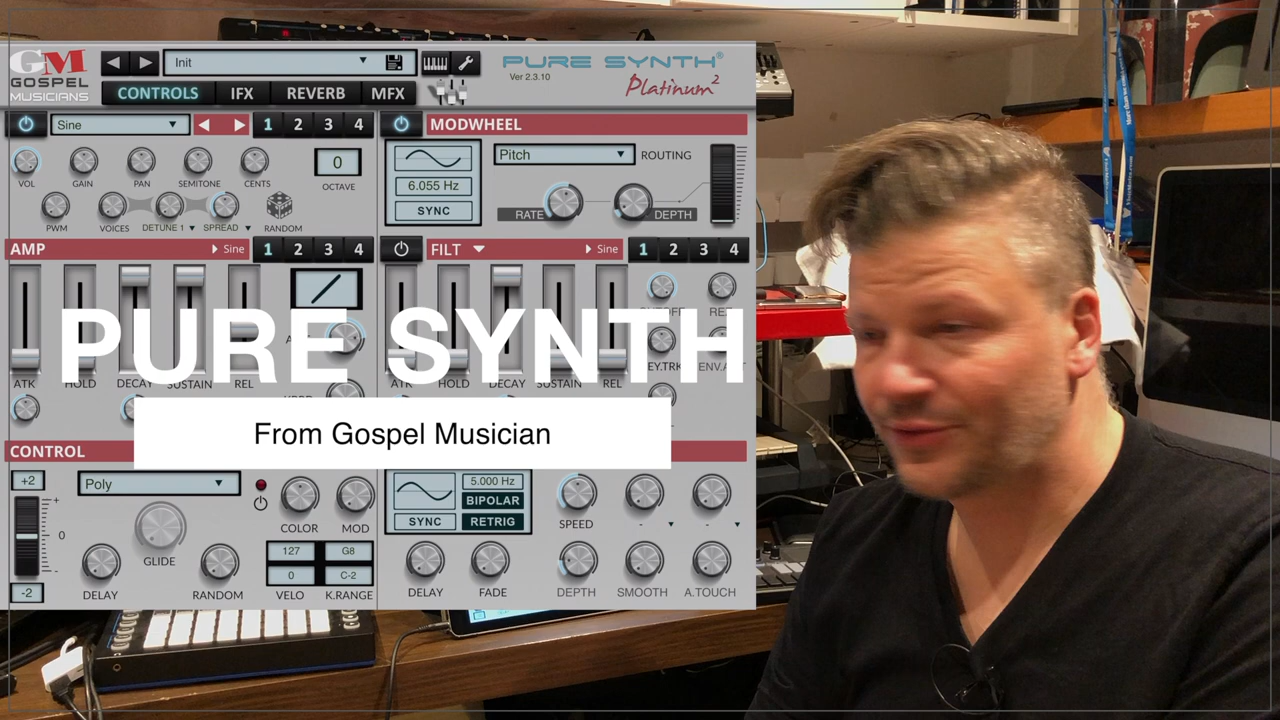 GM
GOSPEL
MUSICIANS
Init
PURE SYNTH®
Ver 2.3.10
Platinum²
CONTROLS IFX REVERB MFX
Sine 1 2 3 4
MODWHEEL
VOL GAIN PAN SEMITONE CENTS
0
OCTAVE
PWM VOICES DETUNE 1 SPREAD RANDOM
Pitch ROUTING
6.055 Hz
SYNC
RATE DEPTH
AMP Sine 1 2 3 4
FILT Sine 1 2 3 4
PURE SYNTH
ATK HOLD DECAY SUSTAIN REL
ATK HOLD DECAY SUSTAIN REL
From Gospel Musician
CONTROL
+2
Poly
+
0
-
-2
GLIDE
DELAY RANDOM
COLOR MOD
127 G8
0 C-2
VELO K.RANGE
5.000 Hz
BIPOLAR
SYNC RETRIG
SPEED - -
DELAY FADE DEPTH SMOOTH A.TOUCH